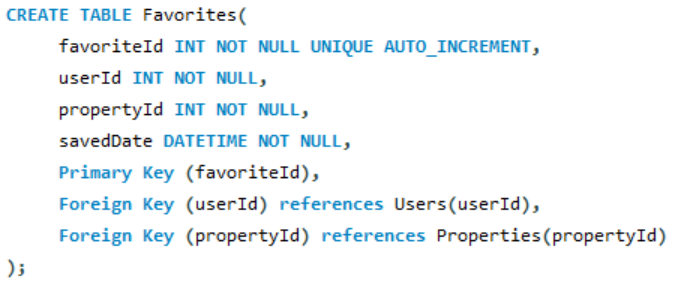 CREATE TABLE Favorites(
favoriteId INT NOT NULL UNIQUE AUTO_INCREMENT,
userId INT NOT NULL,
propertyId INT NOT NULL,
savedDate DATETIME NOT NULL,
Primary Key (favoriteId),
Foreign Key (userId) references Users(userId),
Foreign Key (propertyId) references Properties(propertyId)
);